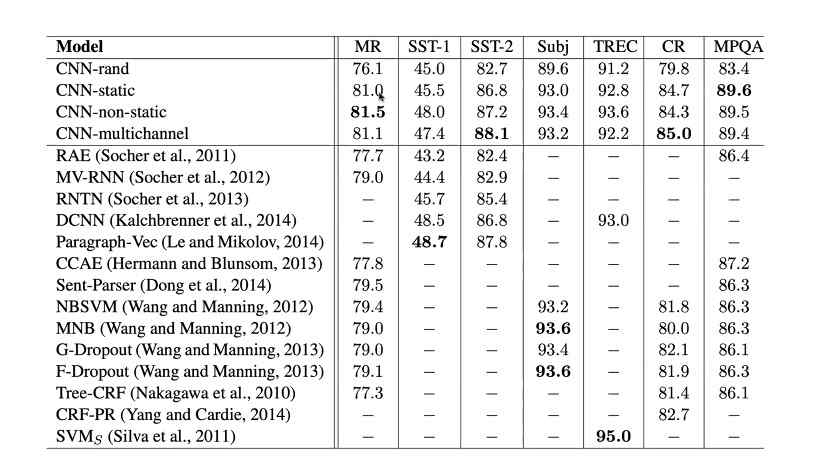 Model MR SST-1 SST-2 Subj TREC CR MPQA
CNN-rand 76.1 45.0 82.7 89.6 91.2 79.8 83.4
CNN-static 81.0 45.5 86.8 93.0 92.8 84.7 89.6
CNN-non-static 81.5 48.0 87.2 93.4 93.6 84.3 89.5
CNN-multichannel 81.1 47.4 88.1 93.2 92.2 85.0 89.4
RAE (Socher et al., 2011) 77.7 43.2 82.4 – – – 86.4
MV-RNN (Socher et al., 2012) 79.0 44.4 82.9 – – – –
RNTN (Socher et al., 2013) – 45.7 85.4 – – – –
DCNN (Kalchbrenner et al., 2014) – 48.5 86.8 – 93.0 – –
Paragraph-Vec (Le and Mikolov, 2014) – 48.7 87.8 – – – –
CCAE (Hermann and Blunsom, 2013) 77.8 – – – – – 87.2
Sent-Parser (Dong et al., 2014) 79.5 – – – – – 86.3
NBSVM (Wang and Manning, 2012) 79.4 – – 93.2 – 81.8 86.3
MNB (Wang and Manning, 2012) 79.0 – – 93.6 – 80.0 86.3
G-Dropout (Wang and Manning, 2013) 79.0 – – 93.4 – 82.1 86.1
F-Dropout (Wang and Manning, 2013) 79.1 – – 93.6 – 81.9 86.3
Tree-CRF (Nakagawa et al., 2010) 77.3 – – – – 81.4 86.1
CRF-PR (Yang and Cardie, 2014) – – – – – 82.7 –
SVMS (Silva et al., 2011) – – – – 95.0 – –